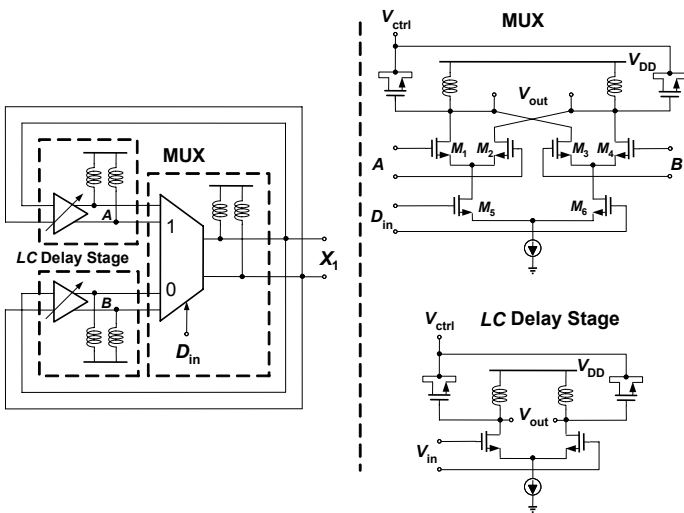 MUX
A
LC Delay Stage
B
1
0
D_in
X_1
MUX
V_ctrl
V_DD
V_out
A
M_1
M_2
M_3
M_4
B
D_in
M_5
M_6
LC Delay Stage
V_ctrl
V_DD
V_out
V_in